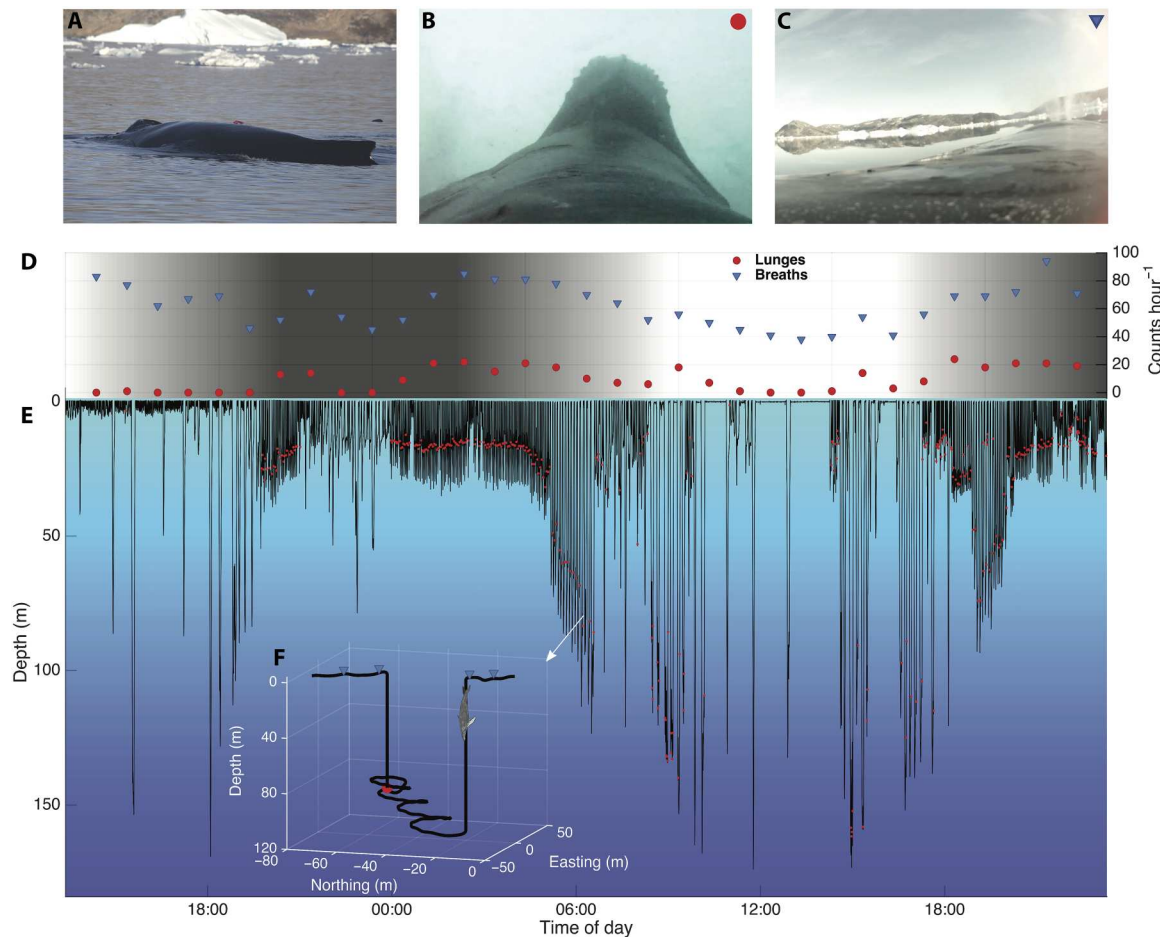 A
B
C
D
Lunges
Breaths
100
80
60
40
20
0
Counts hour⁻¹
E
0
50
100
150
Depth (m)
F
0
40
80
120
Depth (m)
−80
−60
−40
−20
0
Northing (m)
−50
0
50
Easting (m)
18:00
00:00
06:00
12:00
18:00
Time of day